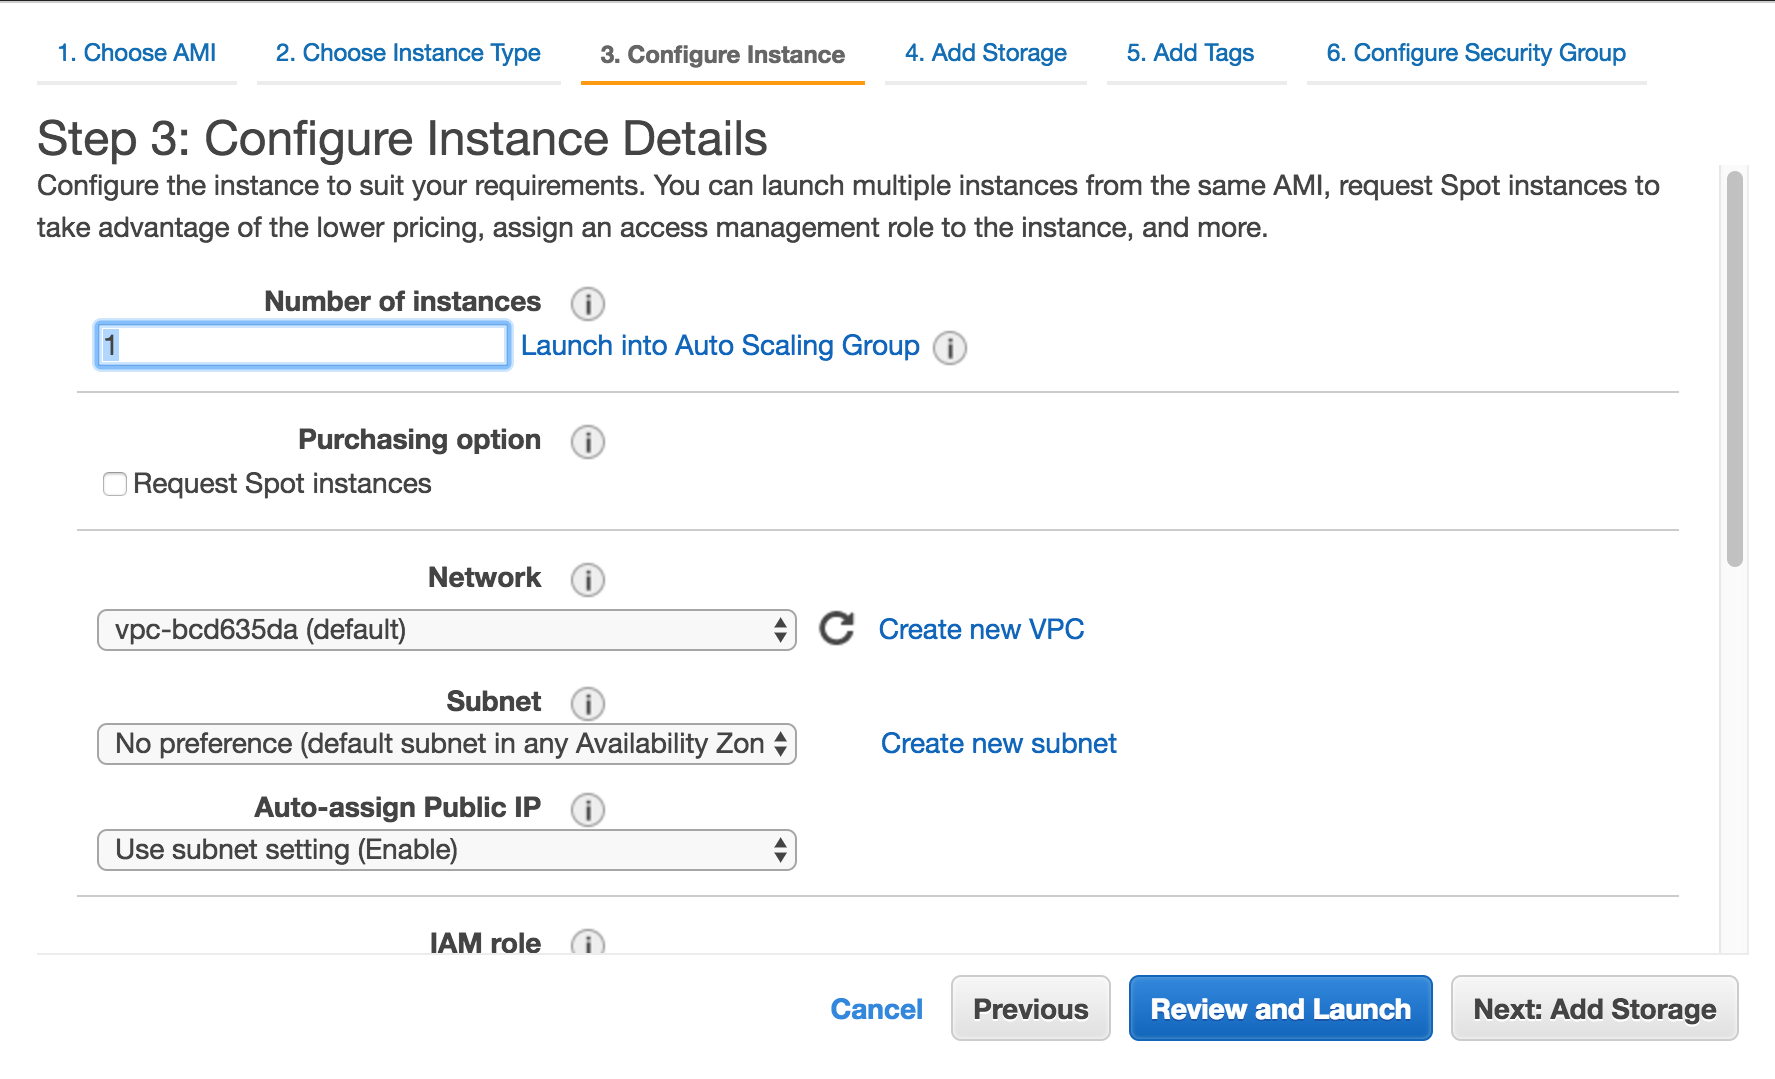 1. Choose AMI 2. Choose Instance Type 3. Configure Instance 4. Add Storage 5. Add Tags 6. Configure Security Group
Step 3: Configure Instance Details
Configure the instance to suit your requirements. You can launch multiple instances from the same AMI, request Spot instances to
take advantage of the lower pricing, assign an access management role to the instance, and more.
Number of instances i
1 Launch into Auto Scaling Group i
Purchasing option i
Request Spot instances
Network i
vpc-bcd635da (default) Create new VPC
Subnet i
No preference (default subnet in any Availability Zon Create new subnet
Auto-assign Public IP i
Use subnet setting (Enable)
IAM role i
Cancel Previous Review and Launch Next: Add Storage